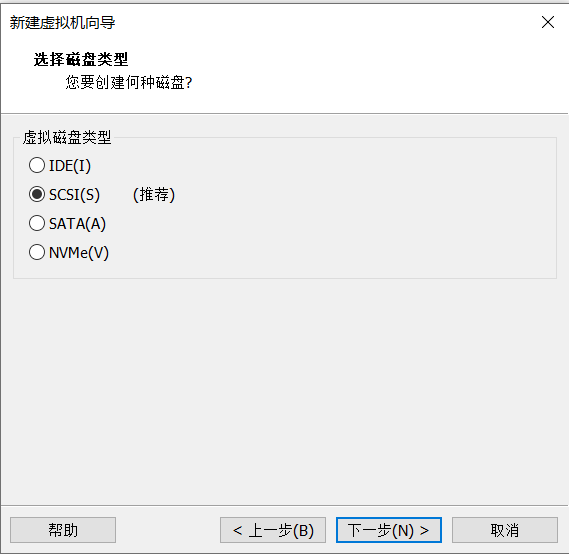 新建虚拟机向导
选择磁盘类型
您要创建何种磁盘?
虚拟磁盘类型
IDE(I)
SCSI(S) (推荐)
SATA(A)
NVMe(V)
帮助 < 上一步(B) 下一步(N) > 取消